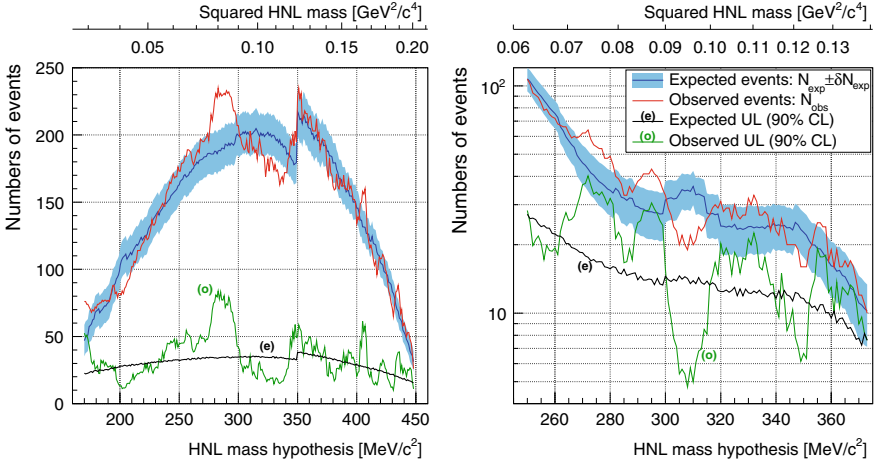 Squared HNL mass [GeV²/c⁴]
0.05 0.10 0.15 0.20
Numbers of events
250
200
150
100
50
0
(o)
(e)
200 250 300 350 400 450
HNL mass hypothesis [MeV/c²]
Squared HNL mass [GeV²/c⁴]
0.06 0.07 0.08 0.09 0.10 0.11 0.12 0.13
Numbers of events
10²
10
Expected events: N_exp ±δN_exp
Observed events: N_obs
(e) Expected UL (90% CL)
(o) Observed UL (90% CL)
(e)
(o)
260 280 300 320 340 360
HNL mass hypothesis [MeV/c²]